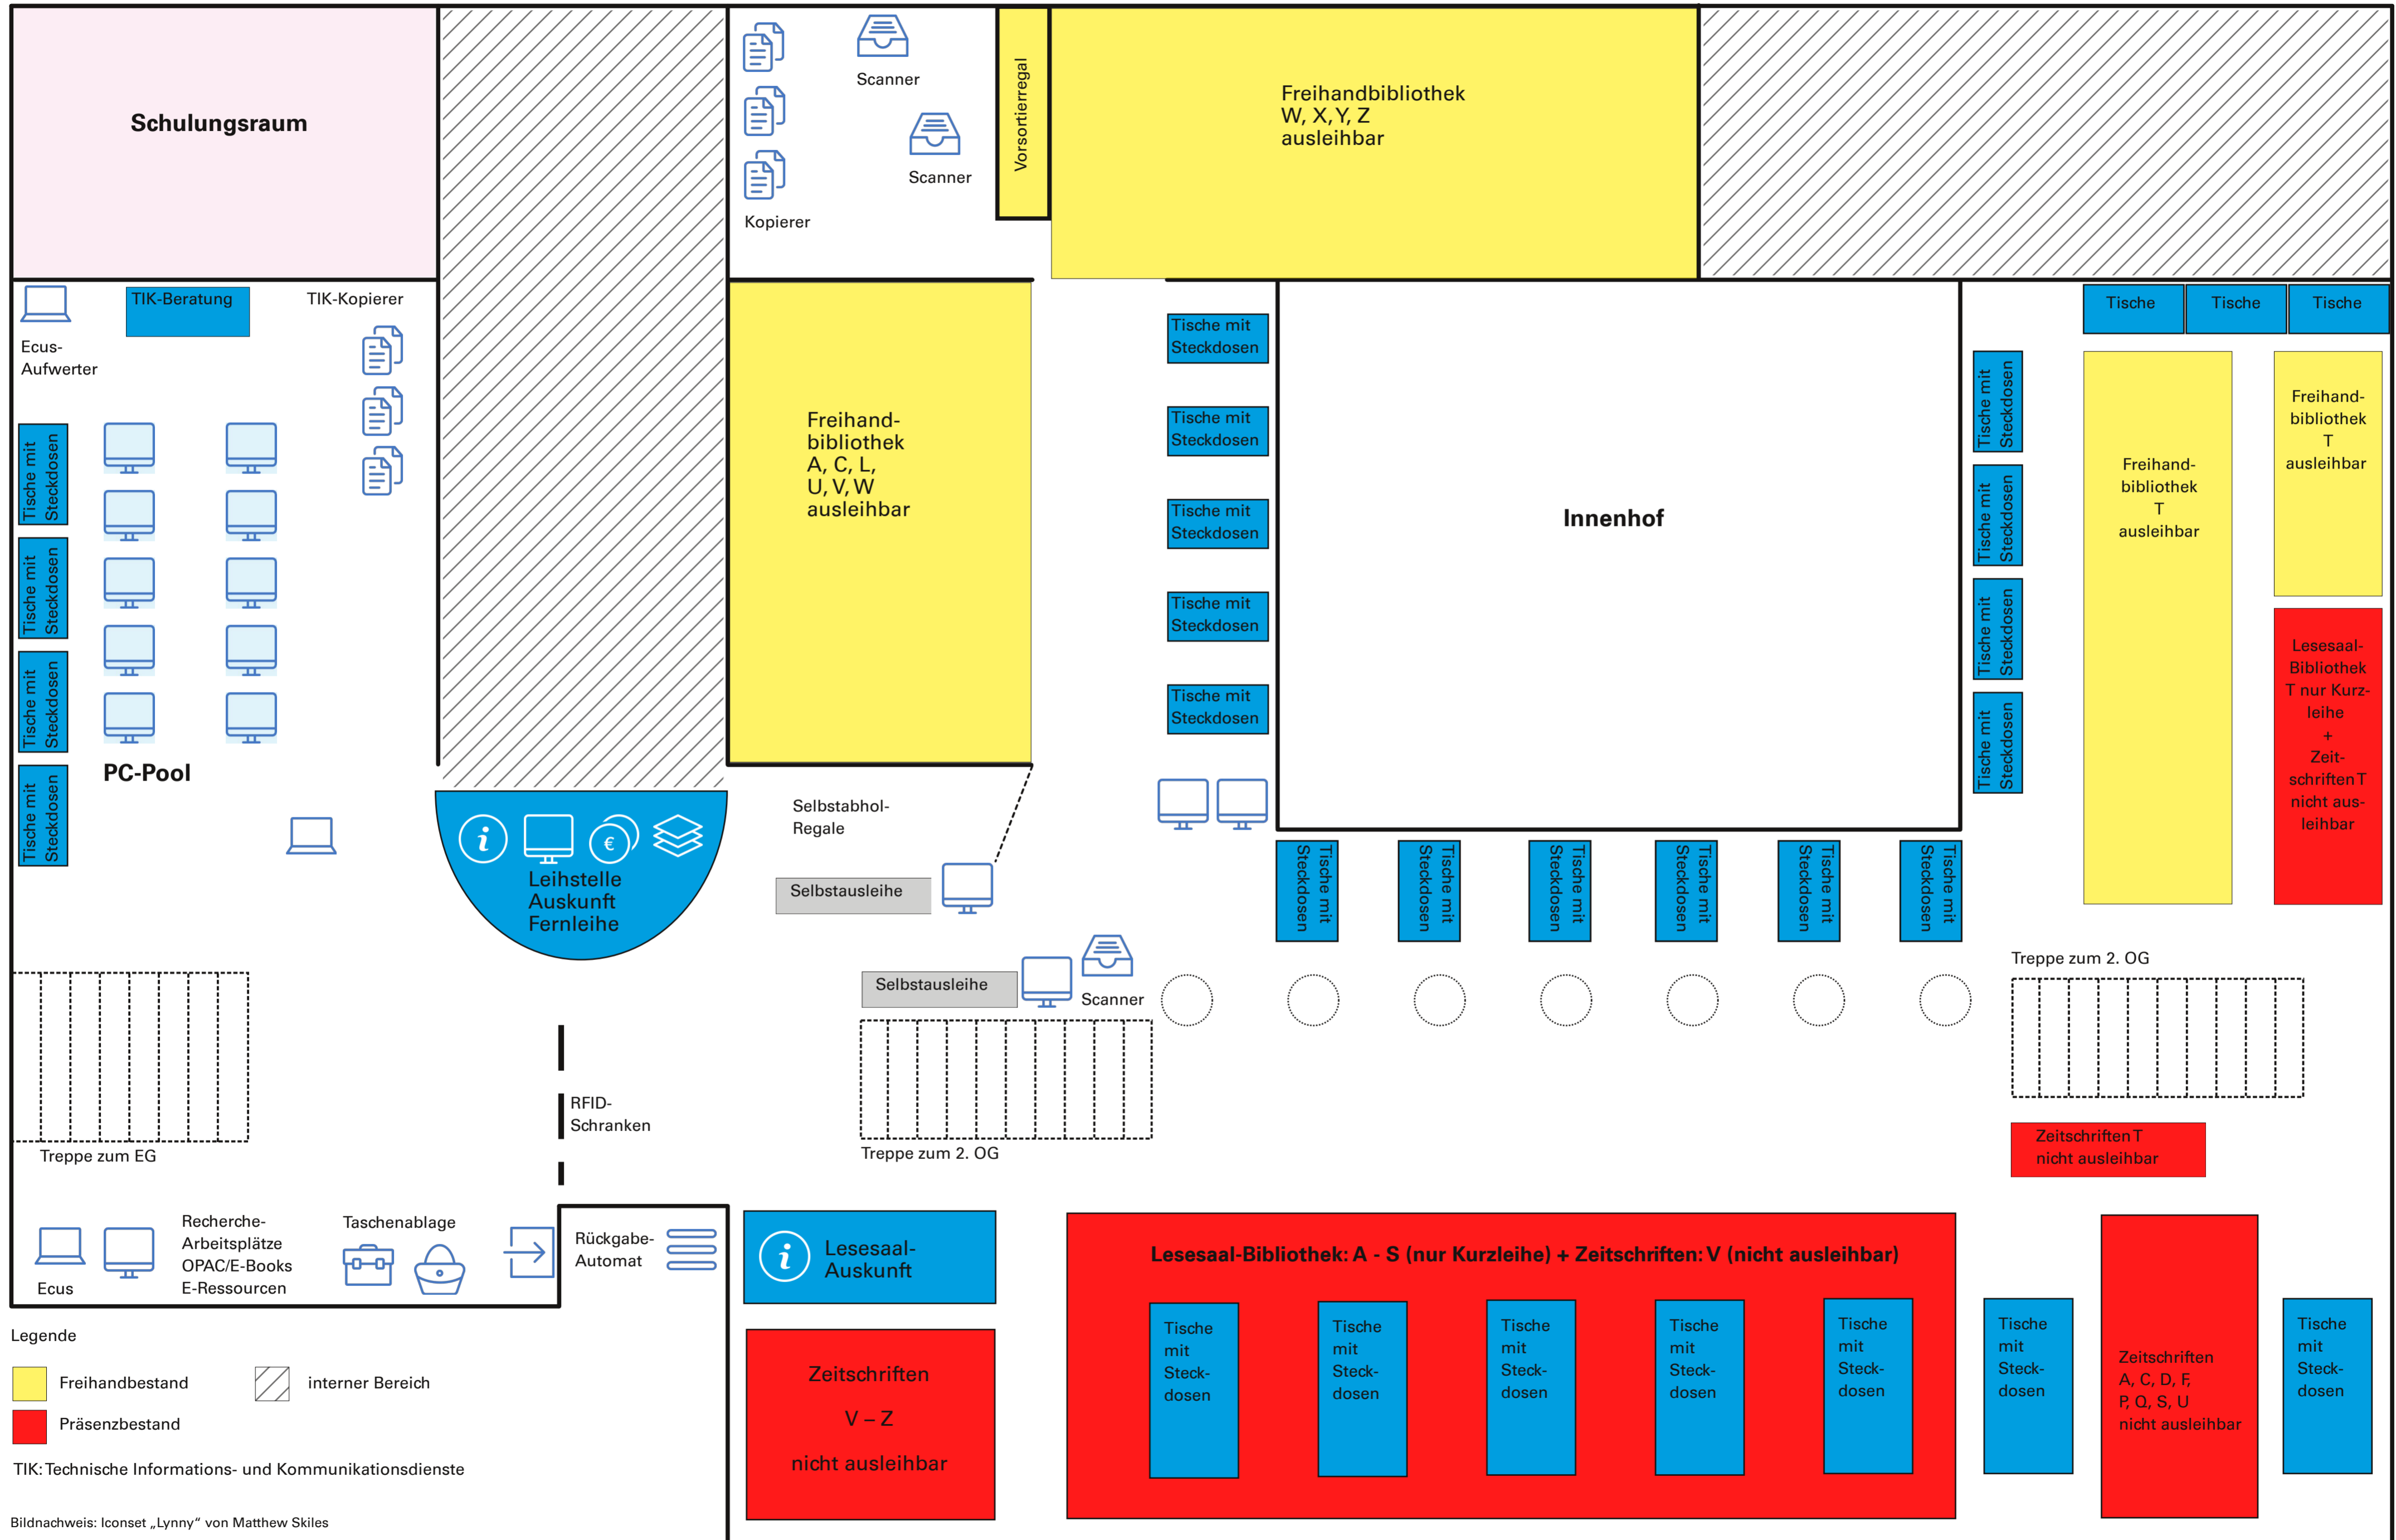 Schulungsraum
Scanner
Scanner
Kopierer
Vorsortierregal
Freihandbibliothek
W, X, Y, Z
ausleihbar
Ecus-
Aufwerter
TIK-Beratung
TIK-Kopierer
Tische mit
Steckdosen
Tische mit
Steckdosen
Tische mit
Steckdosen
Tische mit
Steckdosen
PC-Pool
Freihand-
bibliothek
A, C, L,
U, V, W
ausleihbar
Tische mit
Steckdosen
Tische mit
Steckdosen
Tische mit
Steckdosen
Tische mit
Steckdosen
Tische mit
Steckdosen
Innenhof
Tische mit
Steckdosen
Tische mit
Steckdosen
Tische mit
Steckdosen
Tische mit
Steckdosen
Tische
Tische
Tische
Freihand-
bibliothek
T
ausleihbar
Freihand-
bibliothek
T
ausleihbar
Lesesaal-
Bibliothek
T nur Kurz-
leihe
+
Zeit-
schriften T
nicht aus-
leihbar
i
€
Leihstelle
Auskunft
Fernleihe
Selbstabhol-
Regale
Selbstausleihe
Selbstausleihe
Scanner
Tische mit
Steckdosen
Tische mit
Steckdosen
Tische mit
Steckdosen
Tische mit
Steckdosen
Tische mit
Steckdosen
Tische mit
Steckdosen
Treppe zum 2. OG
Treppe zum EG
RFID-
Schranken
Treppe zum 2. OG
Zeitschriften T
nicht ausleihbar
Ecus
Recherche-
Arbeitsplätze
OPAC/E-Books
E-Ressourcen
Taschenablage
Rückgabe-
Automat
i
Lesesaal-
Auskunft
Zeitschriften
V – Z
nicht ausleihbar
Lesesaal-Bibliothek: A - S (nur Kurzleihe) + Zeitschriften: V (nicht ausleihbar)
Tische
mit
Steck-
dosen
Tische
mit
Steck-
dosen
Tische
mit
Steck-
dosen
Tische
mit
Steck-
dosen
Tische
mit
Steck-
dosen
Tische
mit
Steck-
dosen
Zeitschriften
A, C, D, F,
P, Q, S, U
nicht ausleihbar
Tische
mit
Steck-
dosen
Legende
Freihandbestand
interner Bereich
Präsenzbestand
TIK: Technische Informations- und Kommunikationsdienste
Bildnachweis: Iconset „Lynny“ von Matthew Skiles